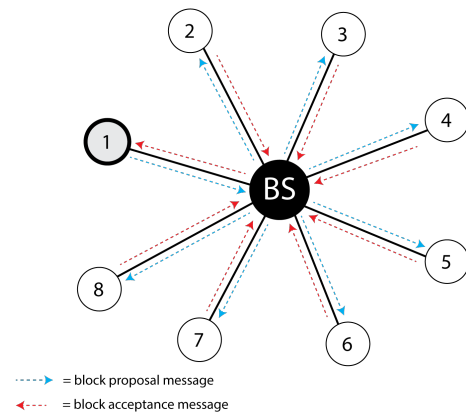 2
3
4
1
BS
5
8
7
6
= block proposal message
= block acceptance message